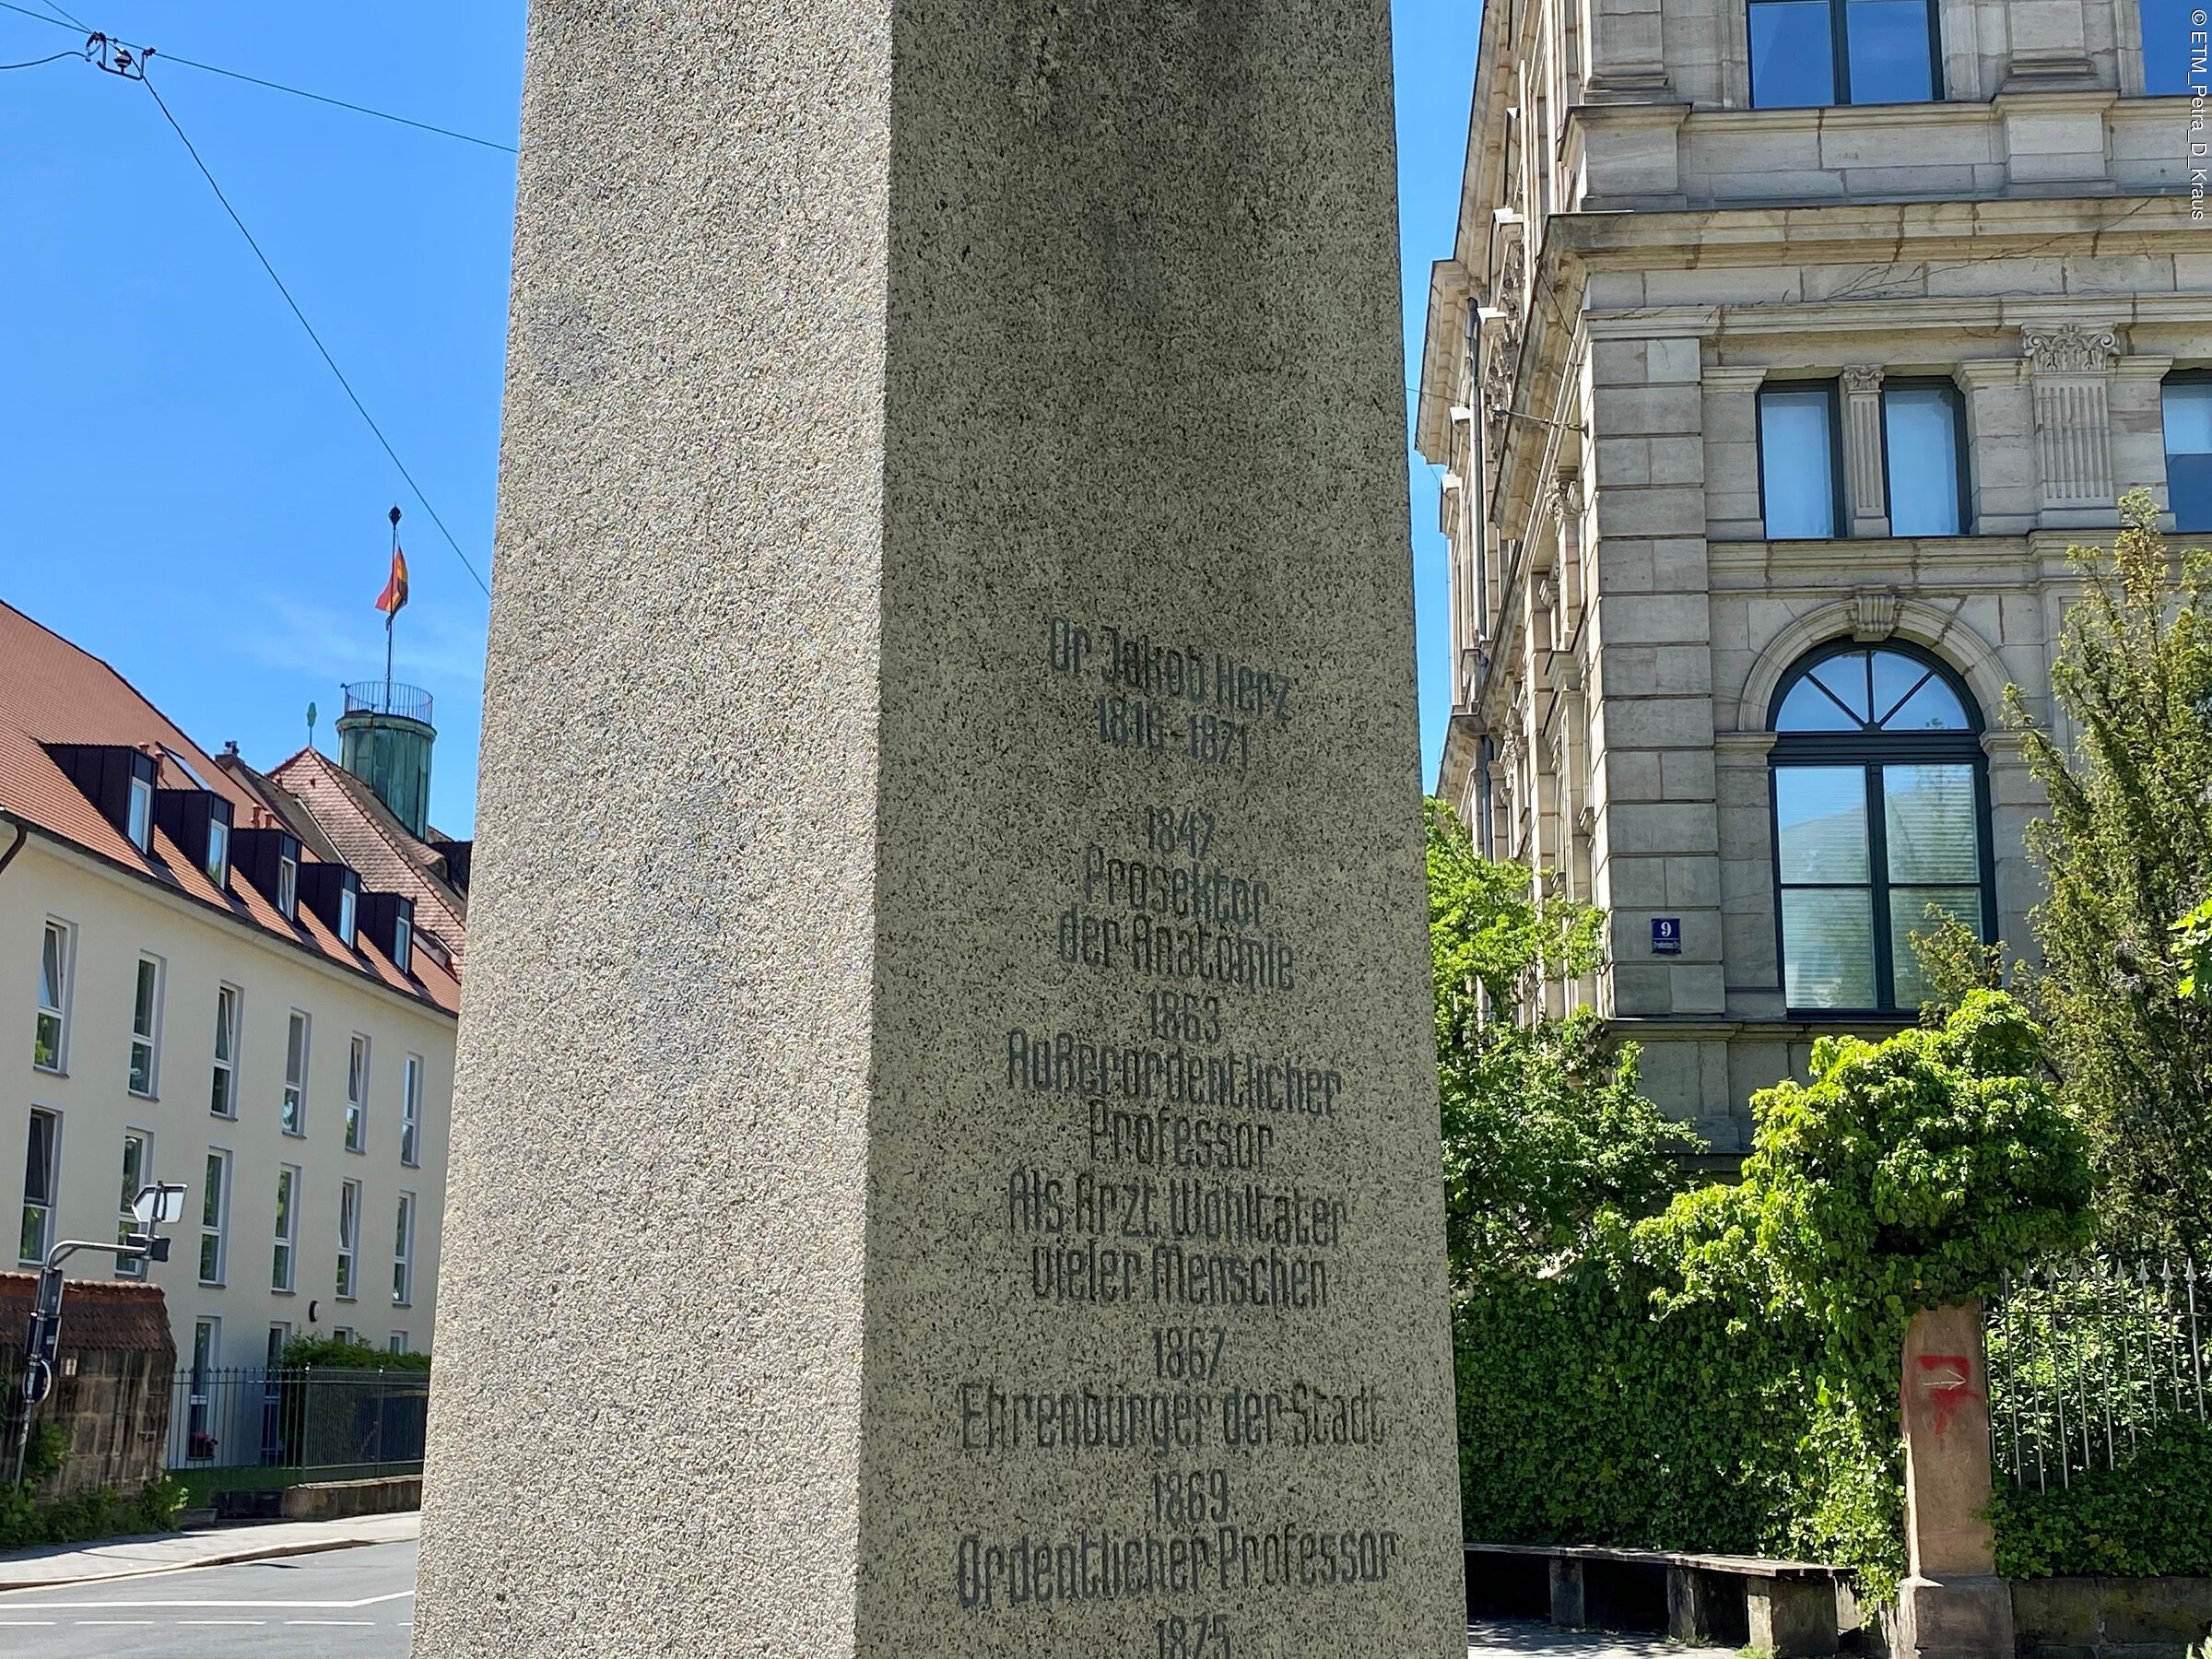 Dr Jakob Herz
1816-1871
1847
Prosektor
der Anatomie
1863
Außerordentlicher
Professor
Als Arzt Wohltäter
vieler Menschen
1867
Ehrenbürger der Stadt
1869
Ordentlicher Professor
1875
9
© ETM_Petra_D_Kraus